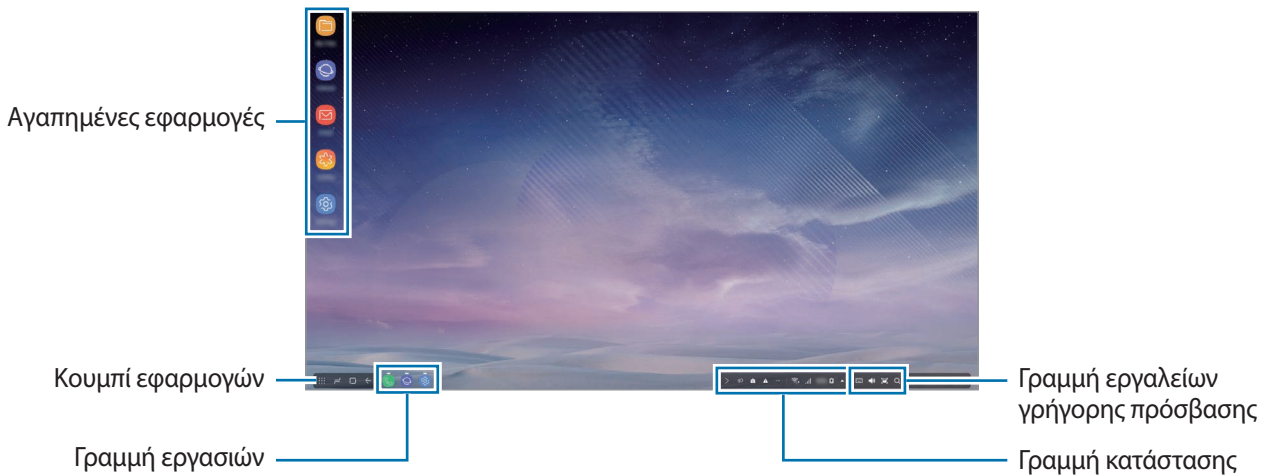 Αγαπημένες εφαρμογές
Κουμπί εφαρμογών
Γραμμή εργασιών
Γραμμή εργαλείων
γρήγορης πρόσβασης
Γραμμή κατάστασης